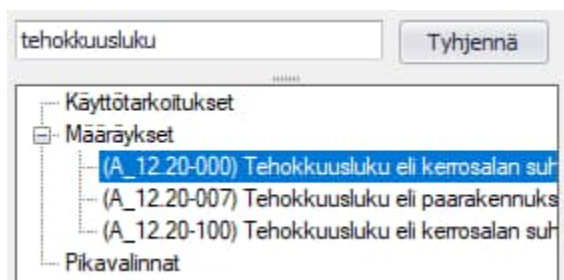 tehokkuusluku
Tyhjennä
Käyttötarkoitukset
Määräykset
(A_12.20-000) Tehokkuusluku eli kerrosalan suh
(A_12.20-007) Tehokkuusluku eli paarakennuks
(A_12.20-100) Tehokkuusluku eli kerrosalan suh
Pikavalinnat